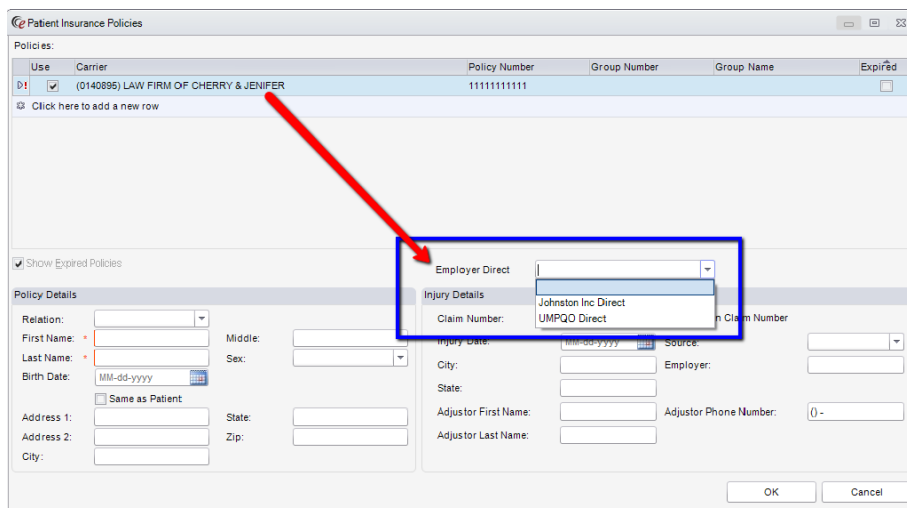 Patient Insurance Policies
Policies:
Use Carrier Policy Number Group Number Group Name Expired
D! (0140895) LAW FIRM OF CHERRY & JENIFER 11111111111
Click here to add a new row
Show Expired Policies
Employer Direct
Johnston Inc Direct
UMPQO Direct
Policy Details
Relation:
First Name: *
Middle:
Last Name: *
Sex:
Birth Date: MM-dd-yyyy
Same as Patient
Address 1:
State:
Address 2:
Zip:
City:
Injury Details
Claim Number: n Claim Number
Injury Date: MM-dd-yyyy Source:
City: Employer:
State:
Adjustor First Name: Adjustor Phone Number: () -
Adjustor Last Name:
OK Cancel